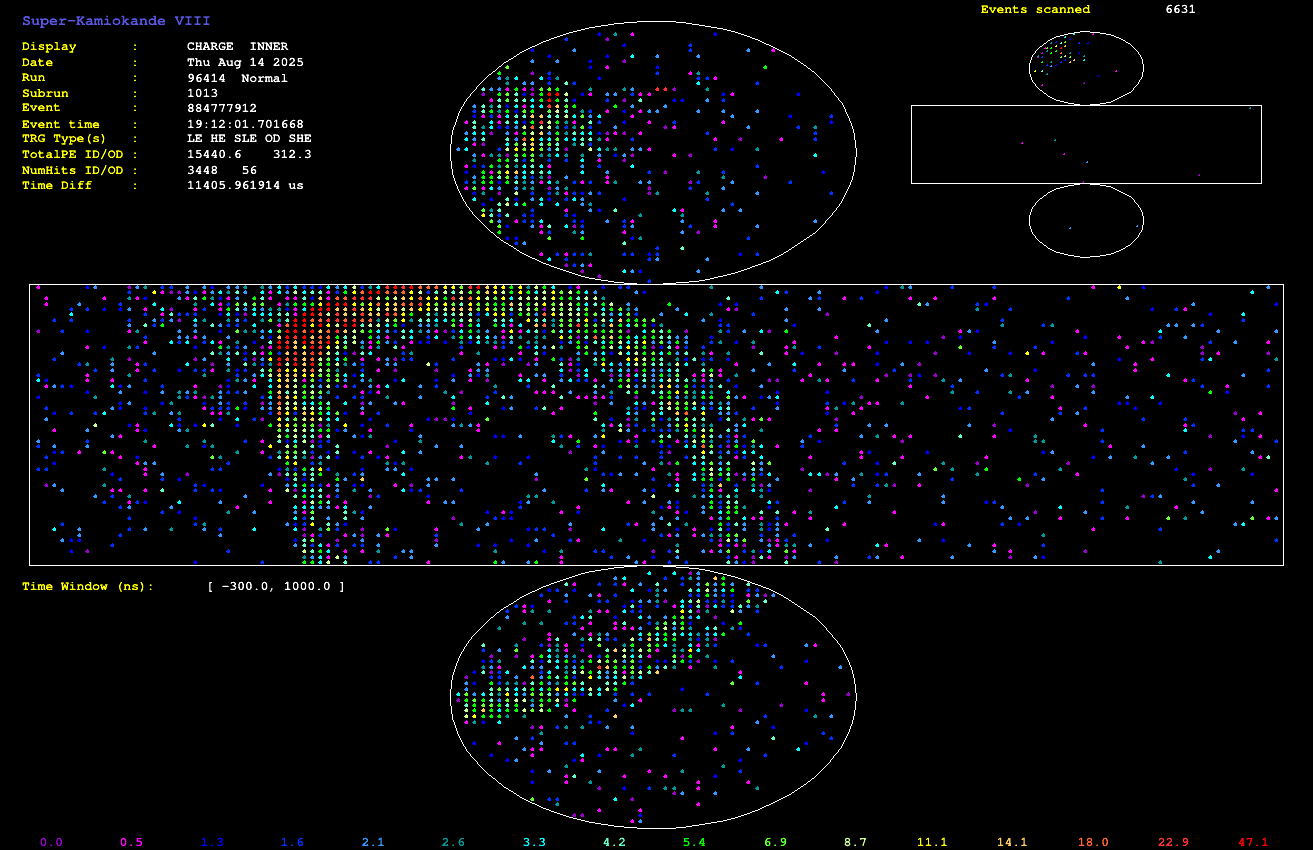 Super-Kamiokande VIII
Events scanned 6631
Display : CHARGE INNER
Date : Thu Aug 14 2025
Run : 96414 Normal
Subrun : 1013
Event : 884777912
Event time : 19:12:01.701668
TRG Type(s) : LE HE SLE OD SHE
TotalPE ID/OD : 15440.6 312.3
NumHits ID/OD : 3448 56
Time Diff : 11405.961914 us
Time Window (ns): [ -300.0, 1000.0 ]
0.0 0.5 1.3 1.6 2.1 2.6 3.3 4.2 5.4 6.9 8.7 11.1 14.1 18.0 22.9 47.1